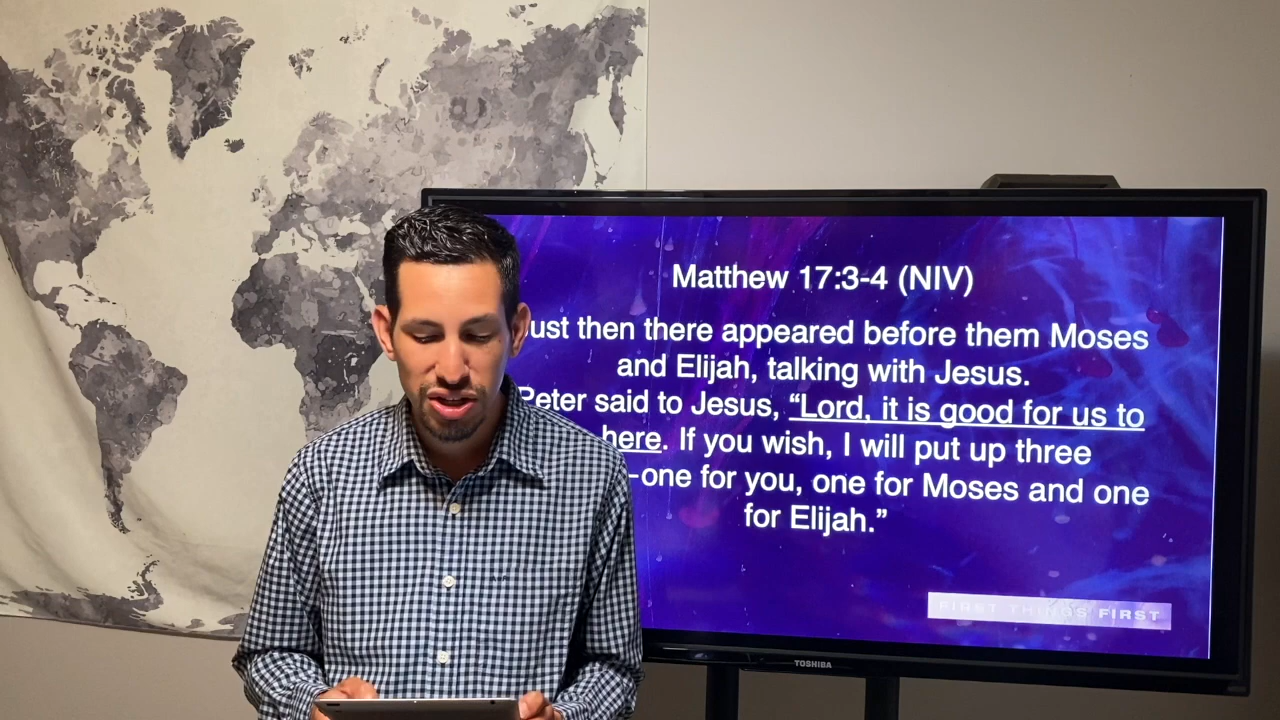 Matthew 17:3-4 (NIV)
ust then there appeared before them Moses
and Elijah, talking with Jesus.
Peter said to Jesus, “Lord, it is good for us to
here. If you wish, I will put up three
—one for you, one for Moses and one
for Elijah.”
FIRST THINGS FIRST
TOSHIBA